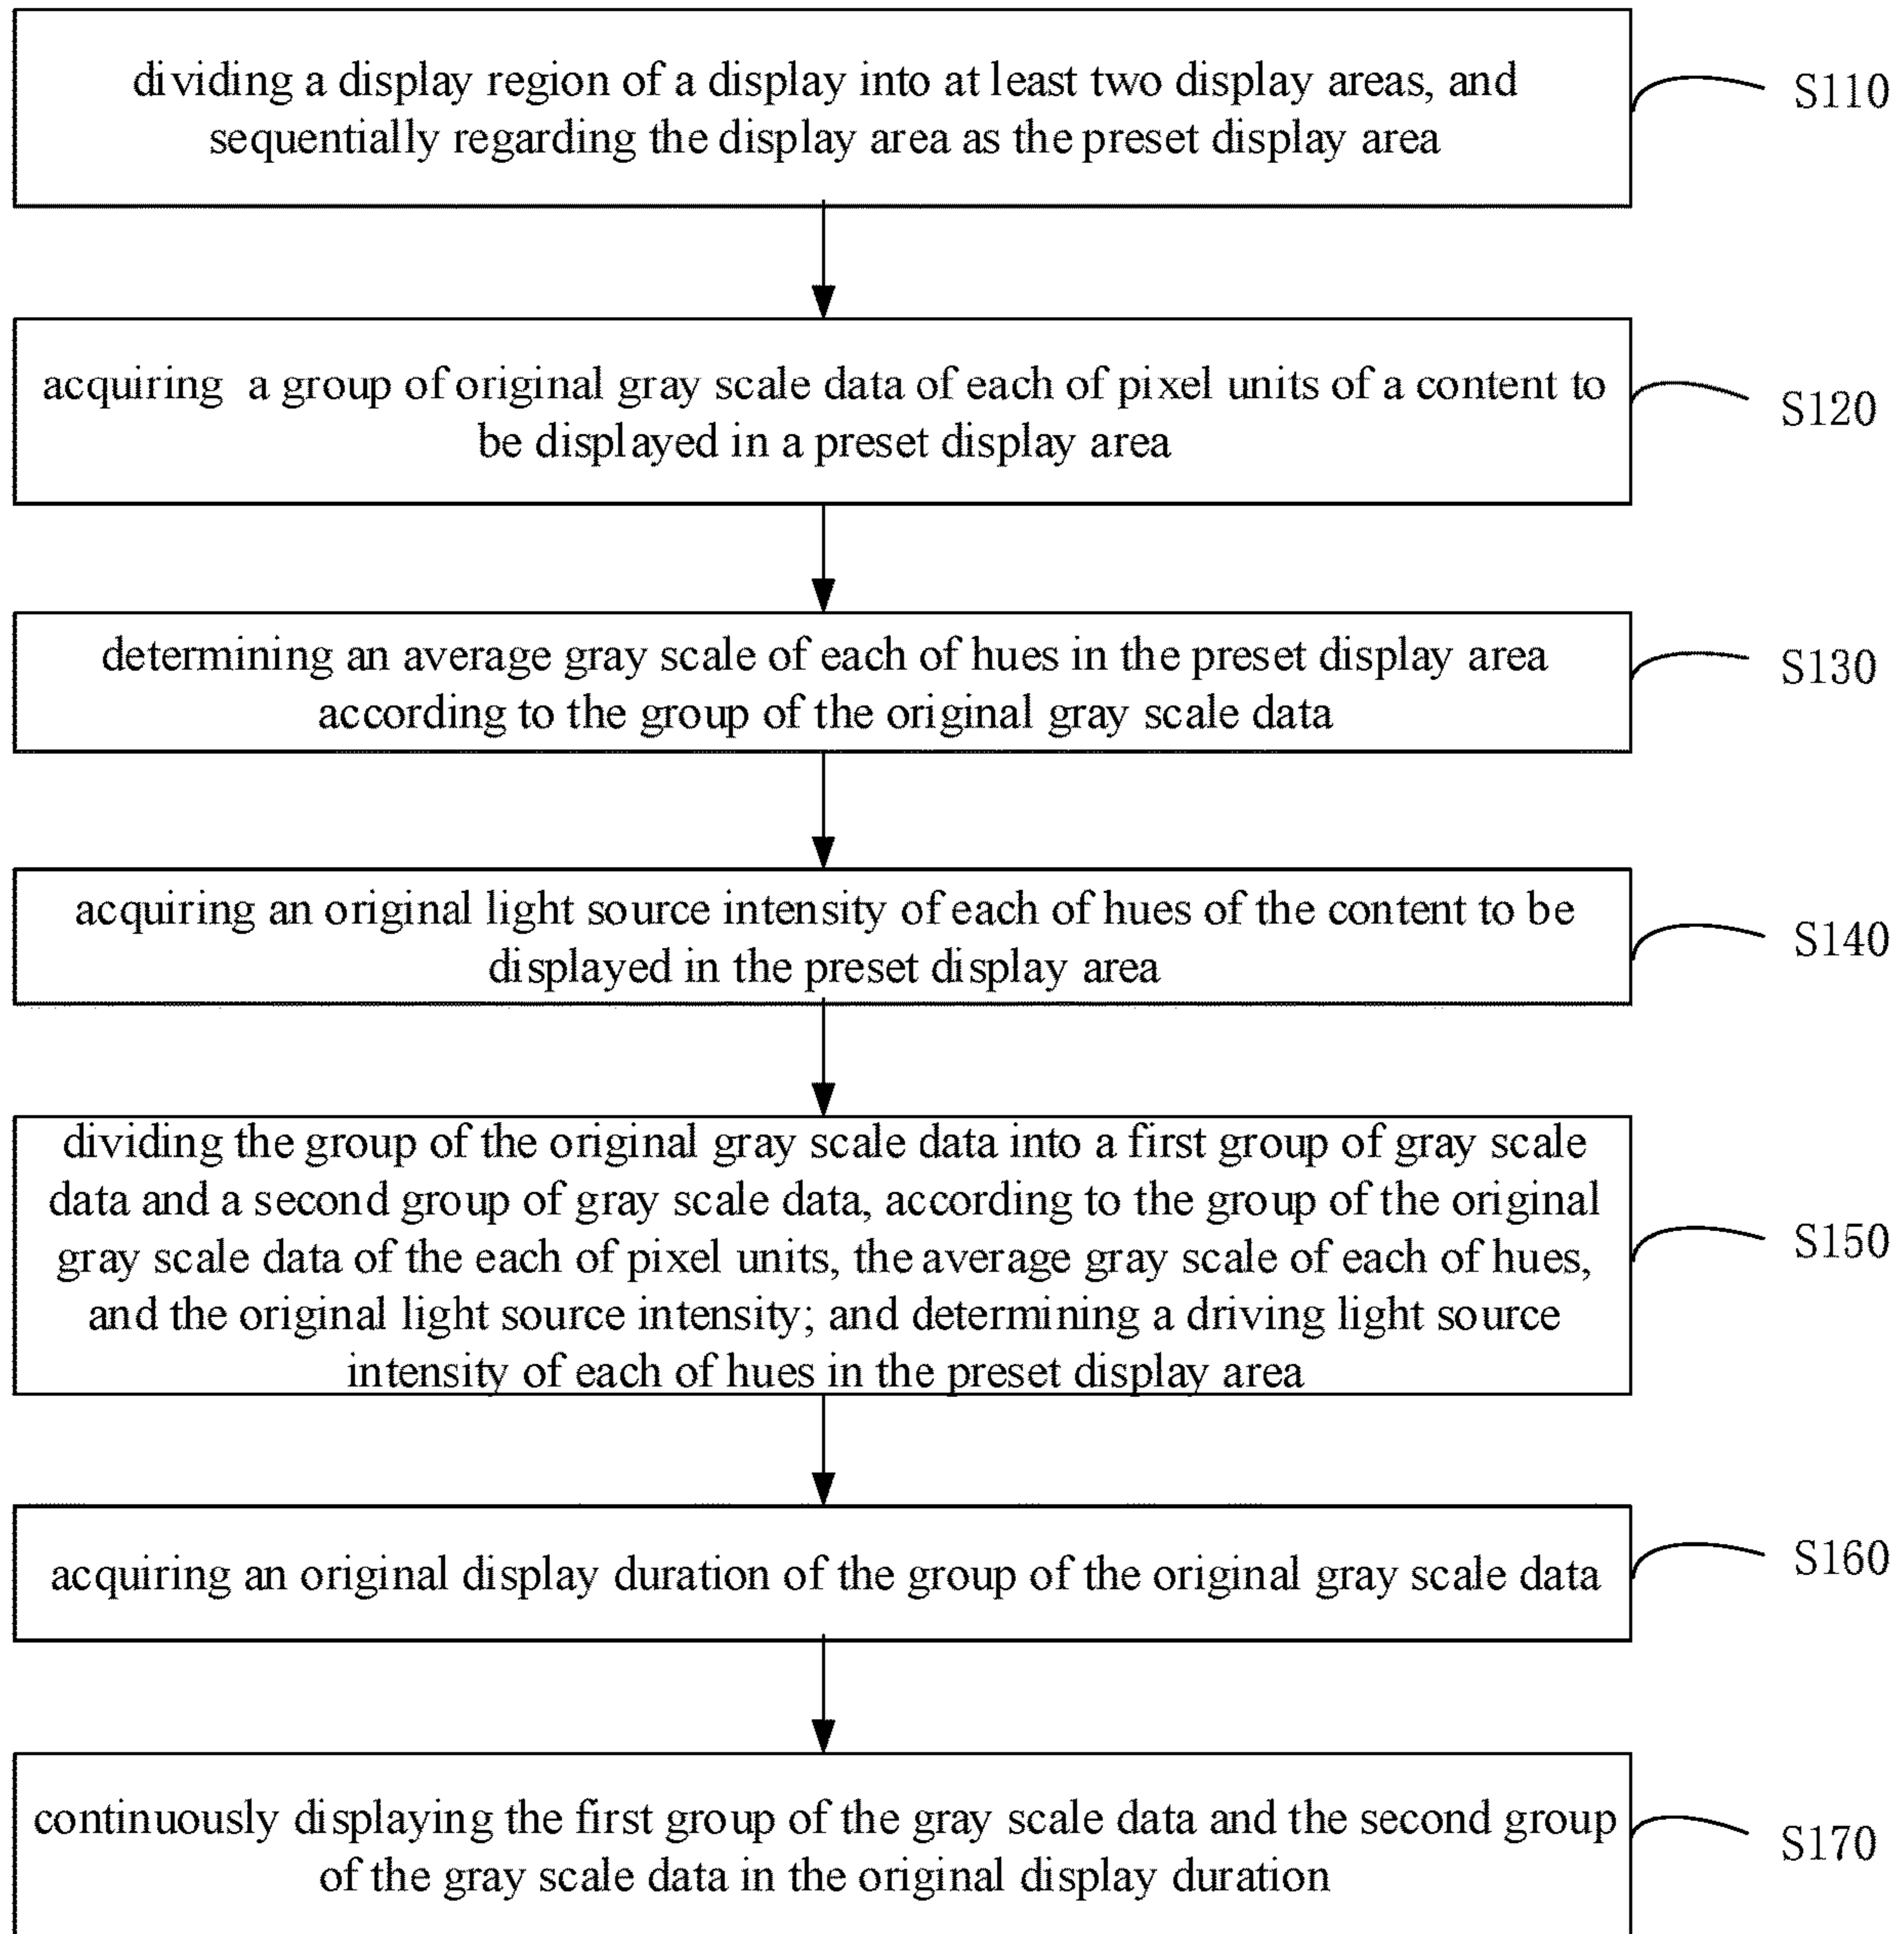 dividing a display region of a display into at least two display areas, and
sequentially regarding the display area as the preset display area
S110
acquiring a group of original gray scale data of each of pixel units of a content to
be displayed in a preset display area
S120
determining an average gray scale of each of hues in the preset display area
according to the group of the original gray scale data
S130
acquiring an original light source intensity of each of hues of the content to be
displayed in the preset display area
S140
dividing the group of the original gray scale data into a first group of gray scale
data and a second group of gray scale data, according to the group of the original
gray scale data of the each of pixel units, the average gray scale of each of hues,
and the original light source intensity; and determining a driving light source
intensity of each of hues in the preset display area
S150
acquiring an original display duration of the group of the original gray scale data
S160
continuously displaying the first group of the gray scale data and the second group
of the gray scale data in the original display duration
S170